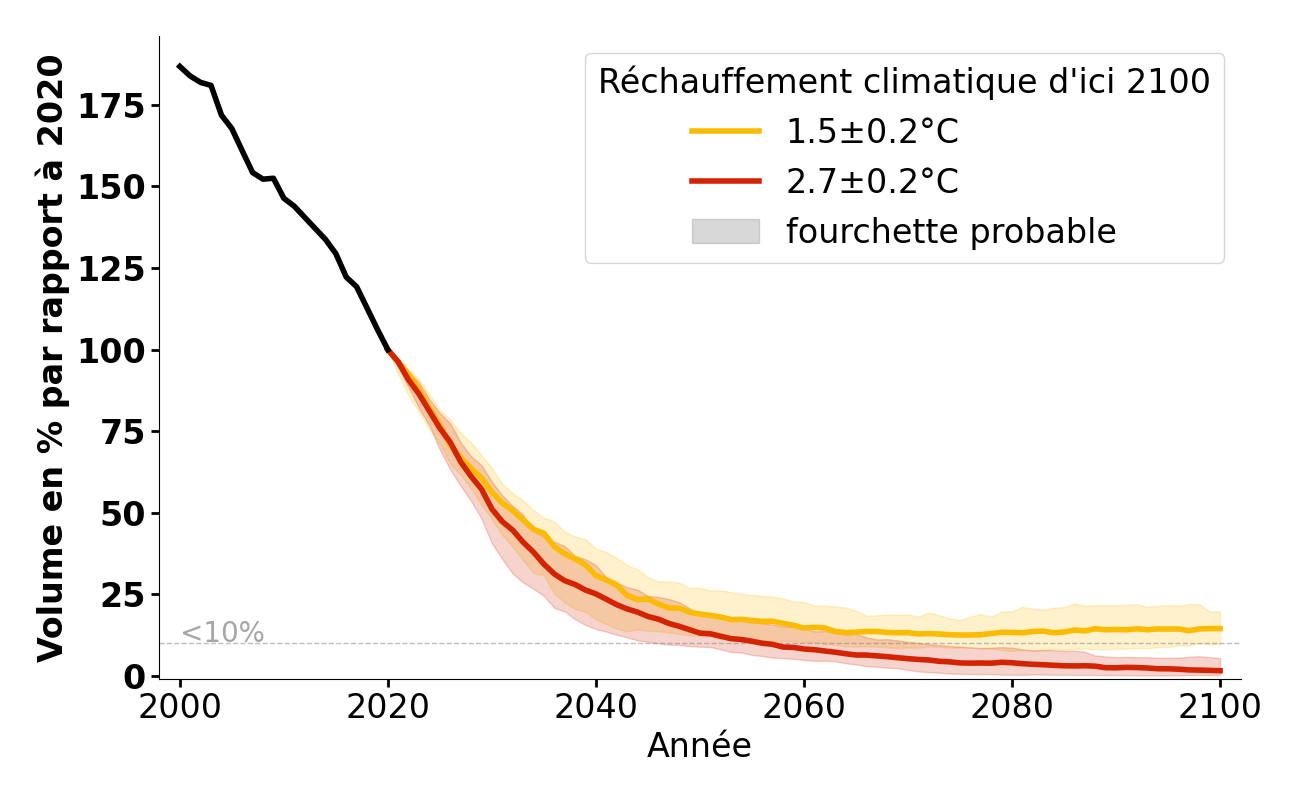 Volume en % par rapport à 2020
175
150
125
100
75
50
25
0
<10%
Réchauffement climatique d'ici 2100
1.5±0.2°C
2.7±0.2°C
fourchette probable
2000 2020 2040 2060 2080 2100
Année